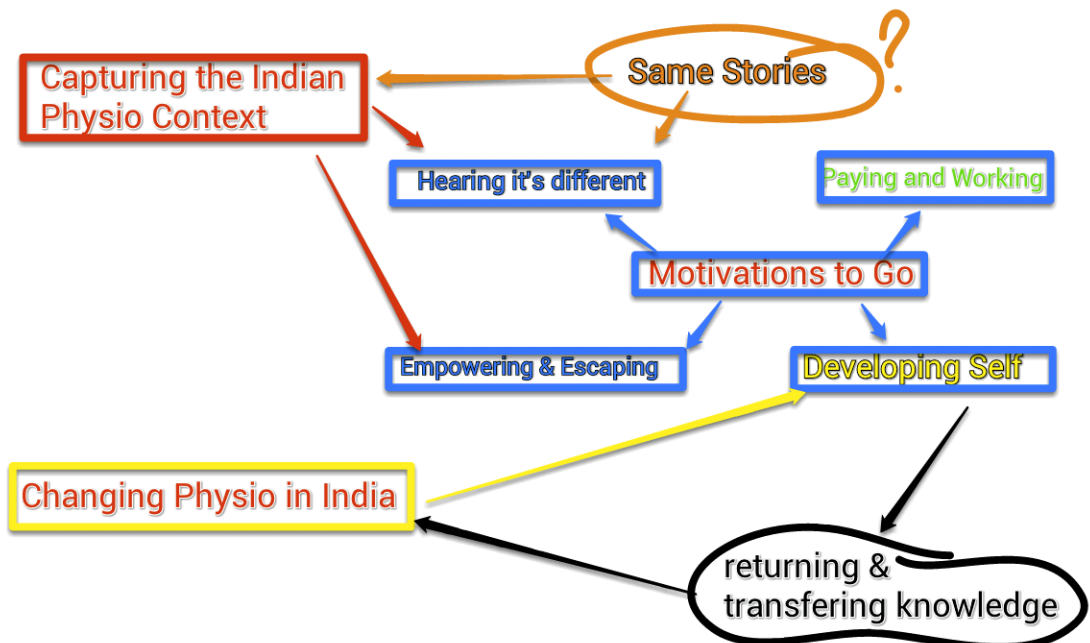 Same Stories
?
Capturing the Indian
Physio Context
Hearing it's different
Paying and Working
Motivations to Go
Empowering & Escaping
Developing Self
Changing Physio in India
returning &
transfering knowledge